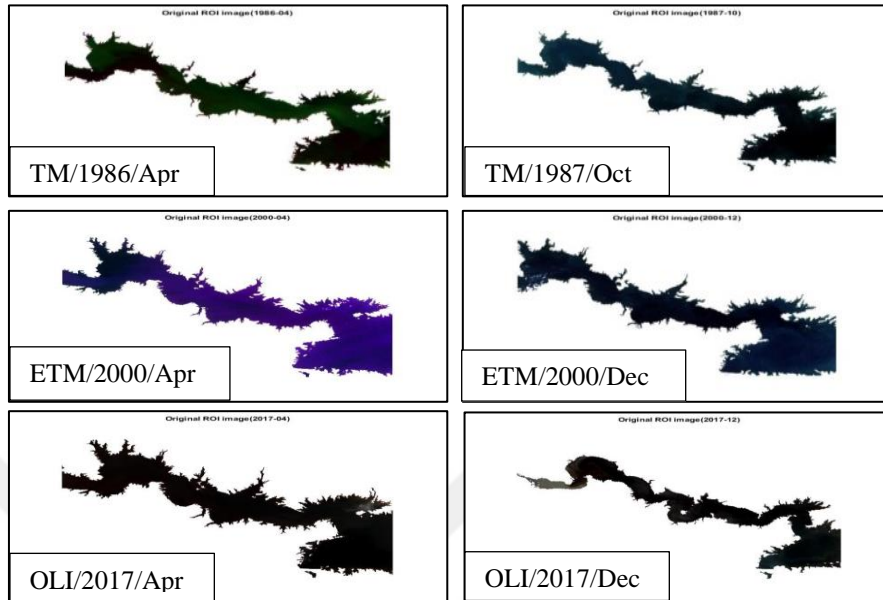 Original ROI image(1986-04)
TM/1986/Apr
Original ROI image(1987-10)
TM/1987/Oct
Original ROI image(2000-04)
ETM/2000/Apr
Original ROI image(2000-12)
ETM/2000/Dec
Original ROI image(2017-04)
OLI/2017/Apr
Original ROI image(2017-12)
OLI/2017/Dec